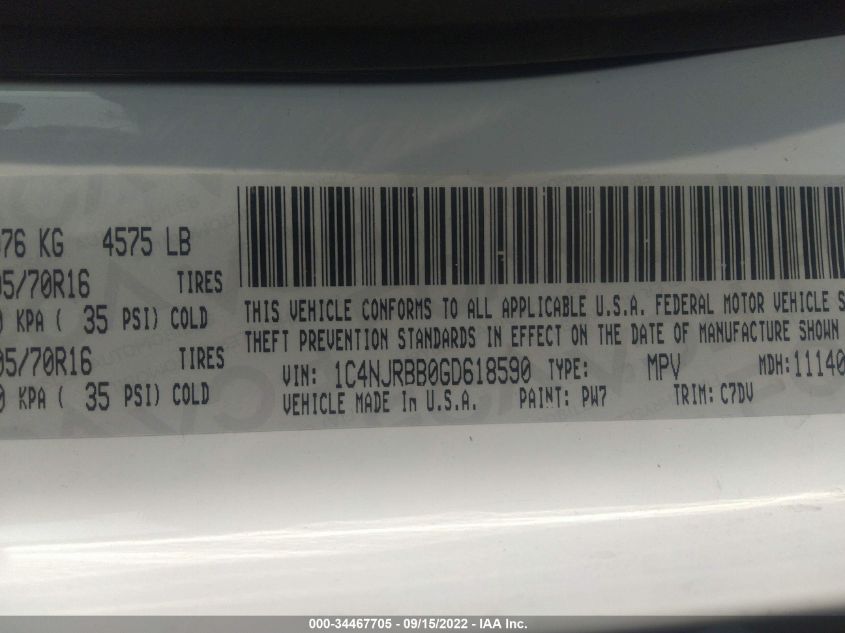 076 KG 4575 LB
05/70R16 TIRES
0 KPA ( 35 PSI) COLD
05/70R16 TIRES
0 KPA ( 35 PSI) COLD
THIS VEHICLE CONFORMS TO ALL APPLICABLE U.S.A. FEDERAL MOTOR VEHICLE S
THEFT PREVENTION STANDARDS IN EFFECT ON THE DATE OF MANUFACTURE SHOWN
VIN: 1C4NJRBB0GD618590 TYPE: MPV MDH:11140
VEHICLE MADE In U.S.A. PAINT: PW7 TRIM: C7DV
000-34467705 - 09/15/2022 - IAA Inc.